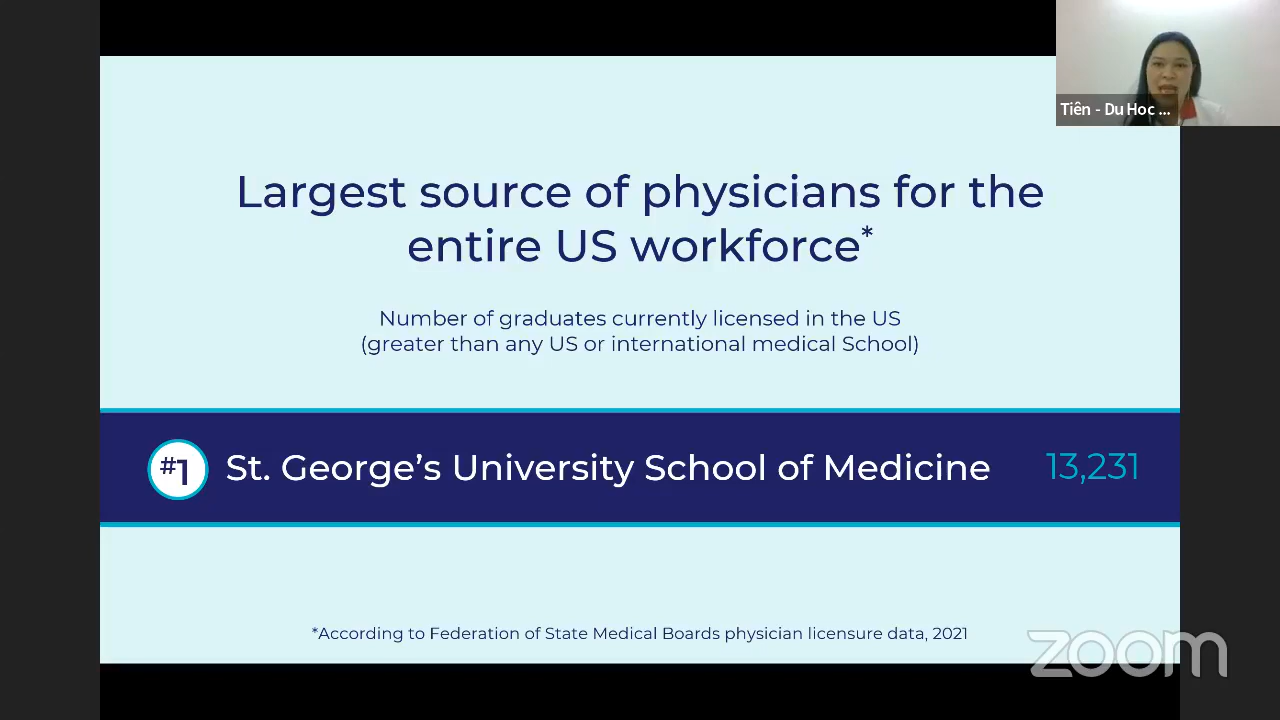 Tiên - Du Hoc ...
Largest source of physicians for the
entire US workforce*
Number of graduates currently licensed in the US
(greater than any US or international medical School)
#1 St. George's University School of Medicine 13,231
*According to Federation of State Medical Boards physician licensure data, 2021
zoom